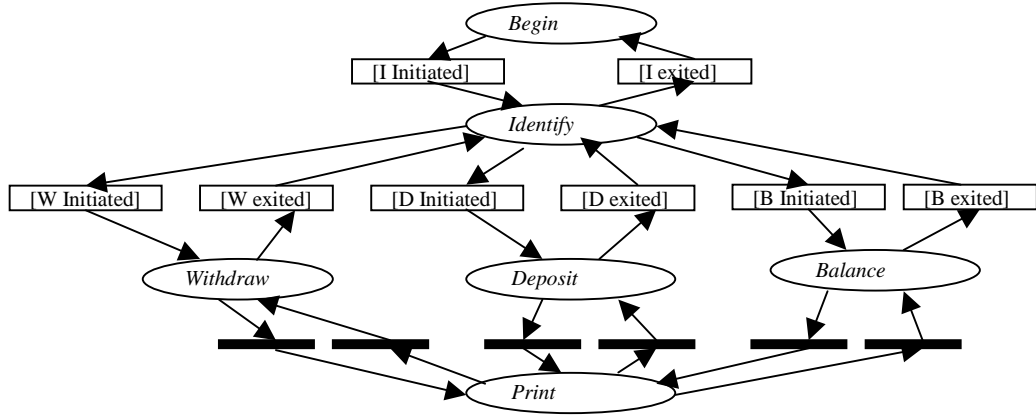 Begin
[I Initiated]
[I exited]
Identify
[W Initiated]
[W exited]
[D Initiated]
[D exited]
[B Initiated]
[B exited]
Withdraw
Deposit
Balance
Print